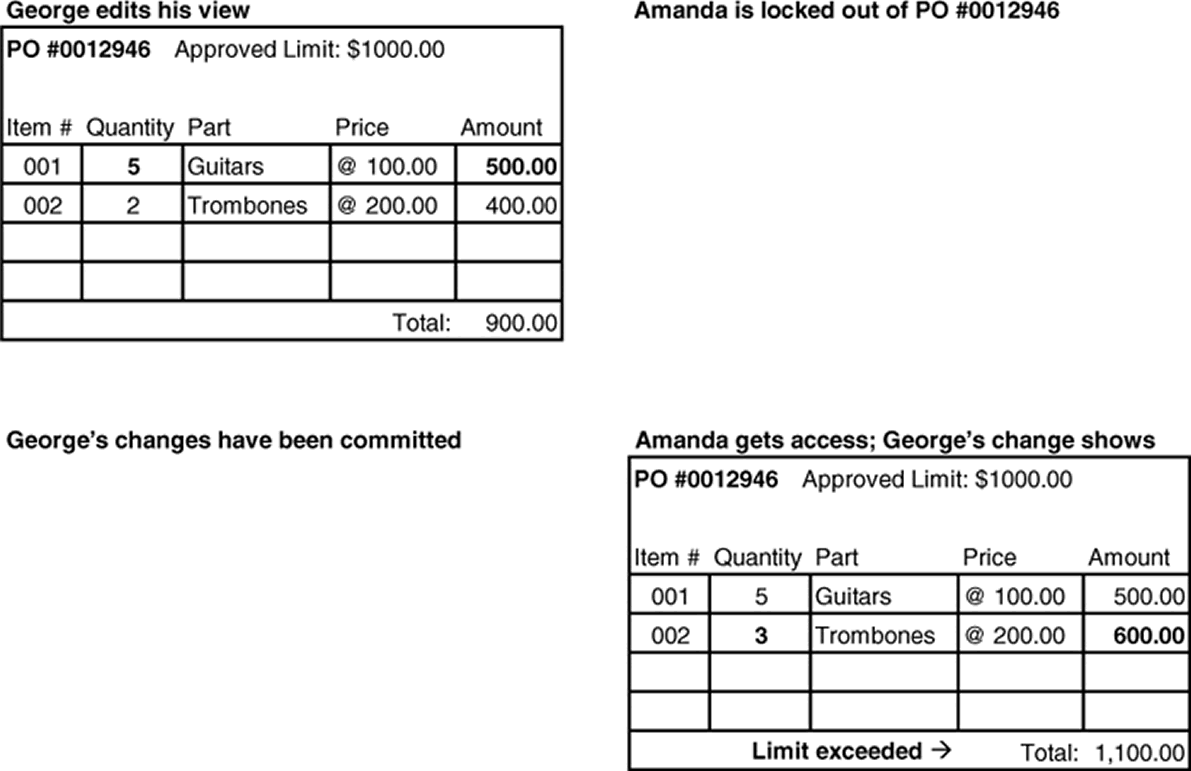 George edits his view
PO #0012946 Approved Limit: $1000.00
Item # Quantity Part Price Amount
001 5 Guitars @ 100.00 500.00
002 2 Trombones @ 200.00 400.00
Total: 900.00
Amanda is locked out of PO #0012946
George's changes have been committed
Amanda gets access; George's change shows
PO #0012946 Approved Limit: $1000.00
Item # Quantity Part Price Amount
001 5 Guitars @ 100.00 500.00
002 3 Trombones @ 200.00 600.00
Limit exceeded → Total: 1,100.00